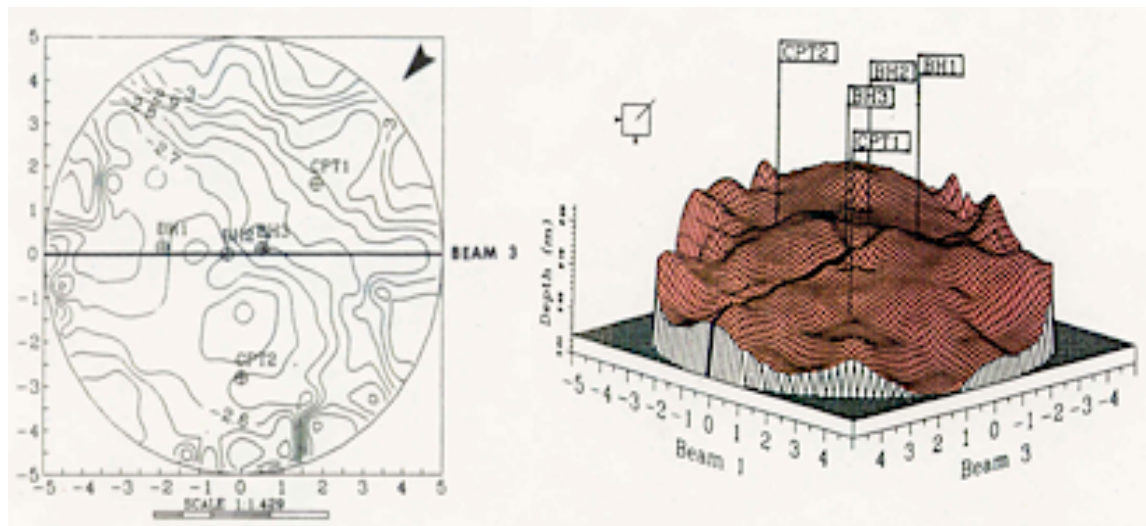 5
4
3
2
1
0
-1
-2
-3
-4
-5
-5 -4 -3 -2 -1 0 1 2 3 4 5
-2.7
-3
CPT1
BH1
BH2
BH3
BEAM 3
CPT2
-2.6
SCALE 1:1.429
CPT2
BH2
BH1
BH3
CPT1
Depth (m)
-5 -4 -3 -2 -1 0 1 2 3 4
Beam 1
4 3 2 1 0 -1 -2 -3 -4
Beam 3